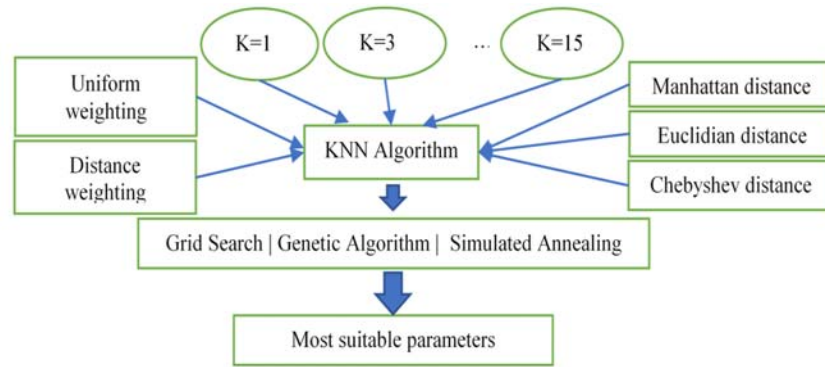 K=1
K=3
...
K=15
Uniform
weighting
Distance
weighting
KNN Algorithm
Manhattan distance
Euclidian distance
Chebyshev distance
Grid Search | Genetic Algorithm | Simulated Annealing
Most suitable parameters